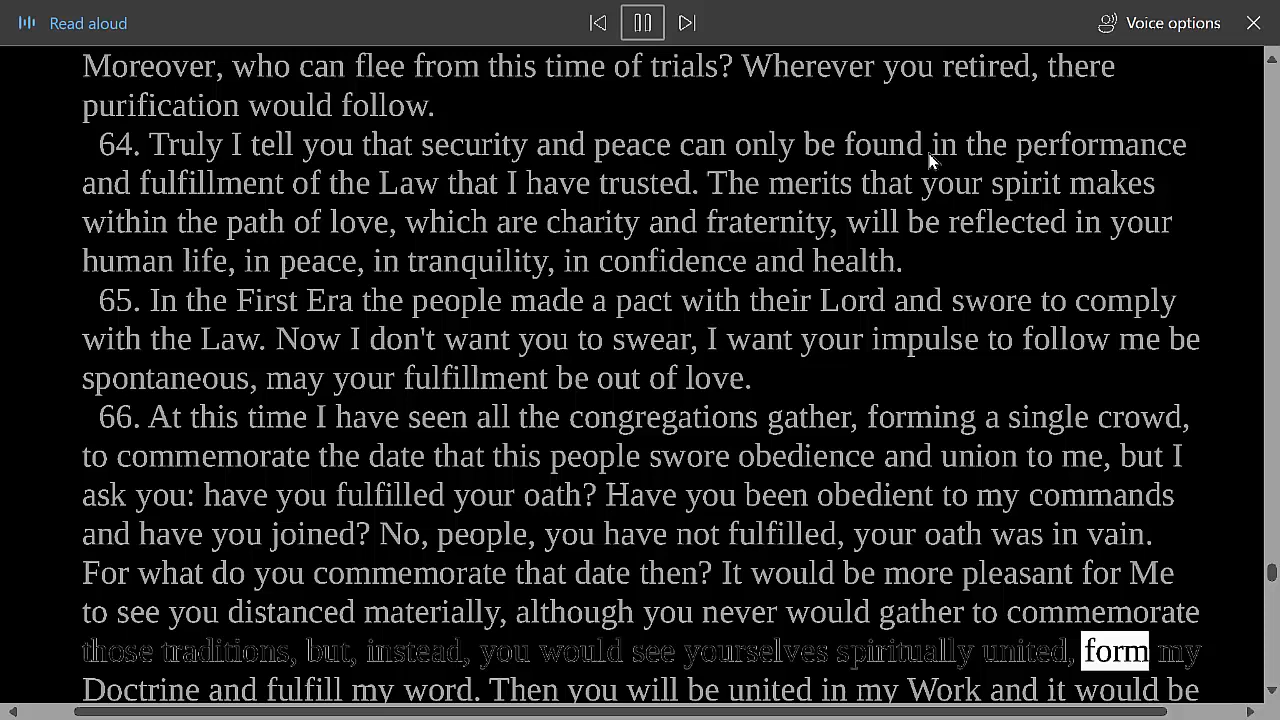 Read aloud
Voice options
Moreover, who can flee from this time of trials? Wherever you retired, there
purification would follow.
64. Truly I tell you that security and peace can only be found in the performance
and fulfillment of the Law that I have trusted. The merits that your spirit makes
within the path of love, which are charity and fraternity, will be reflected in your
human life, in peace, in tranquility, in confidence and health.
65. In the First Era the people made a pact with their Lord and swore to comply
with the Law. Now I don't want you to swear, I want your impulse to follow me be
spontaneous, may your fulfillment be out of love.
66. At this time I have seen all the congregations gather, forming a single crowd,
to commemorate the date that this people swore obedience and union to me, but I
ask you: have you fulfilled your oath? Have you been obedient to my commands
and have you joined? No, people, you have not fulfilled, your oath was in vain.
For what do you commemorate that date then? It would be more pleasant for Me
to see you distanced materially, although you never would gather to commemorate
those traditions, but, instead, you would see yourselves spiritually united, form my
Doctrine and fulfill my word. Then you will be united in my Work and it would be